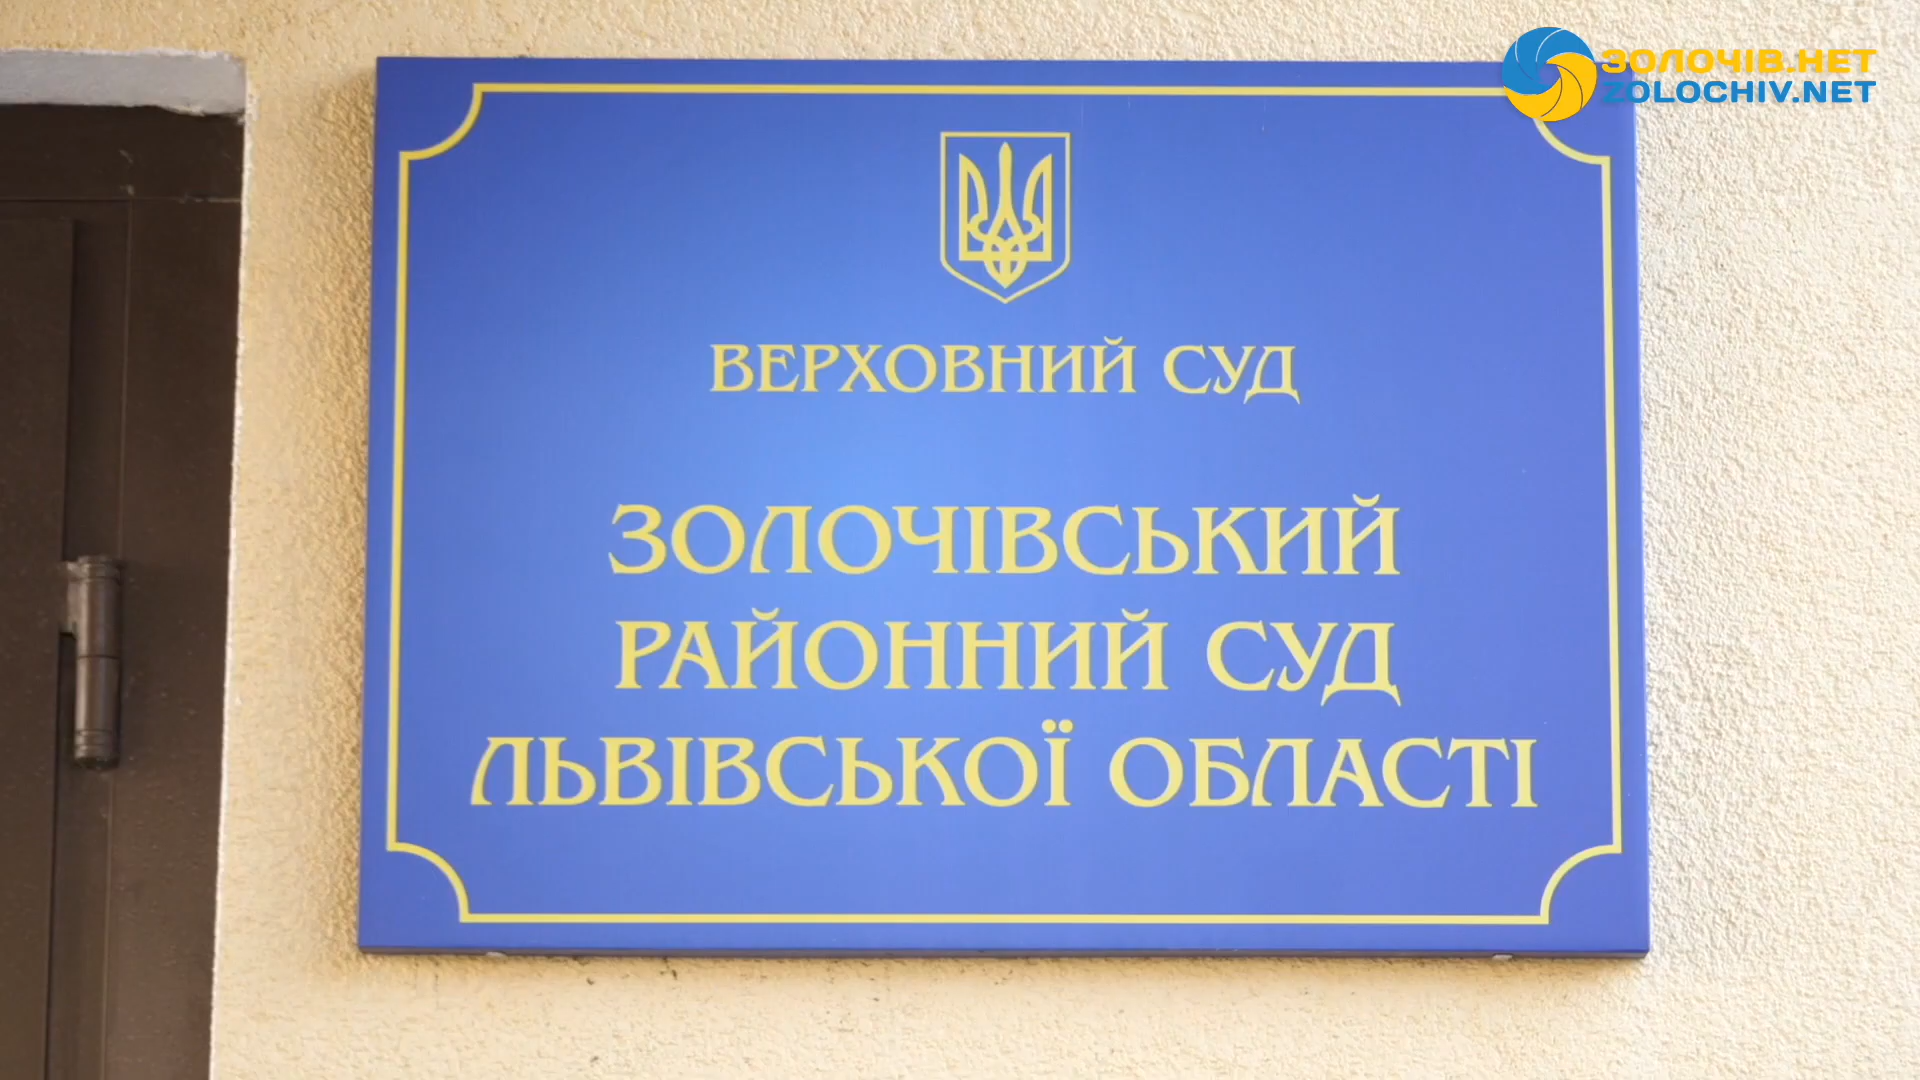 ЗОЛОЧІВ.НЕТ
ZOLOCHIV.NET
ВЕРХОВНИЙ СУД
ЗОЛОЧІВСЬКИЙ
РАЙОННИЙ СУД
ЛЬВІВСЬКОЇ ОБЛАСТІ